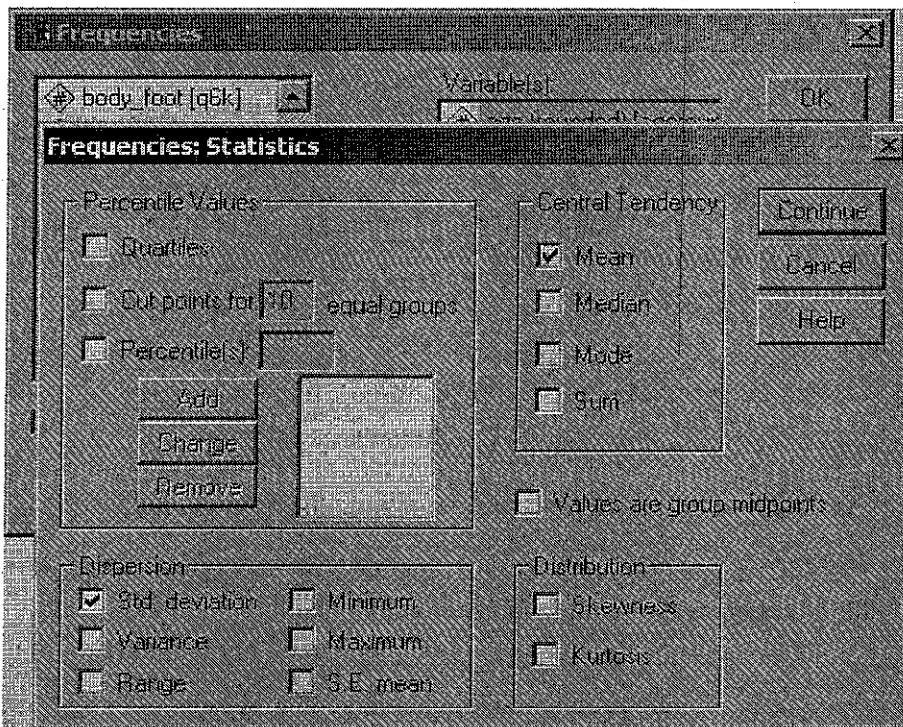 Frequencies
body_foot [q6k]
Variable(s):
OK
Frequencies: Statistics
Percentile Values
Quartiles
Cut points for 10 equal groups
Percentile(s)
Add
Change
Remove
Central Tendency
Mean
Median
Mode
Sum
Continue
Cancel
Help
Values are group midpoints
Dispersion
Std. deviation
Minimum
Variance
Maximum
Range
S.E. mean
Distribution
Skewness
Kurtosis